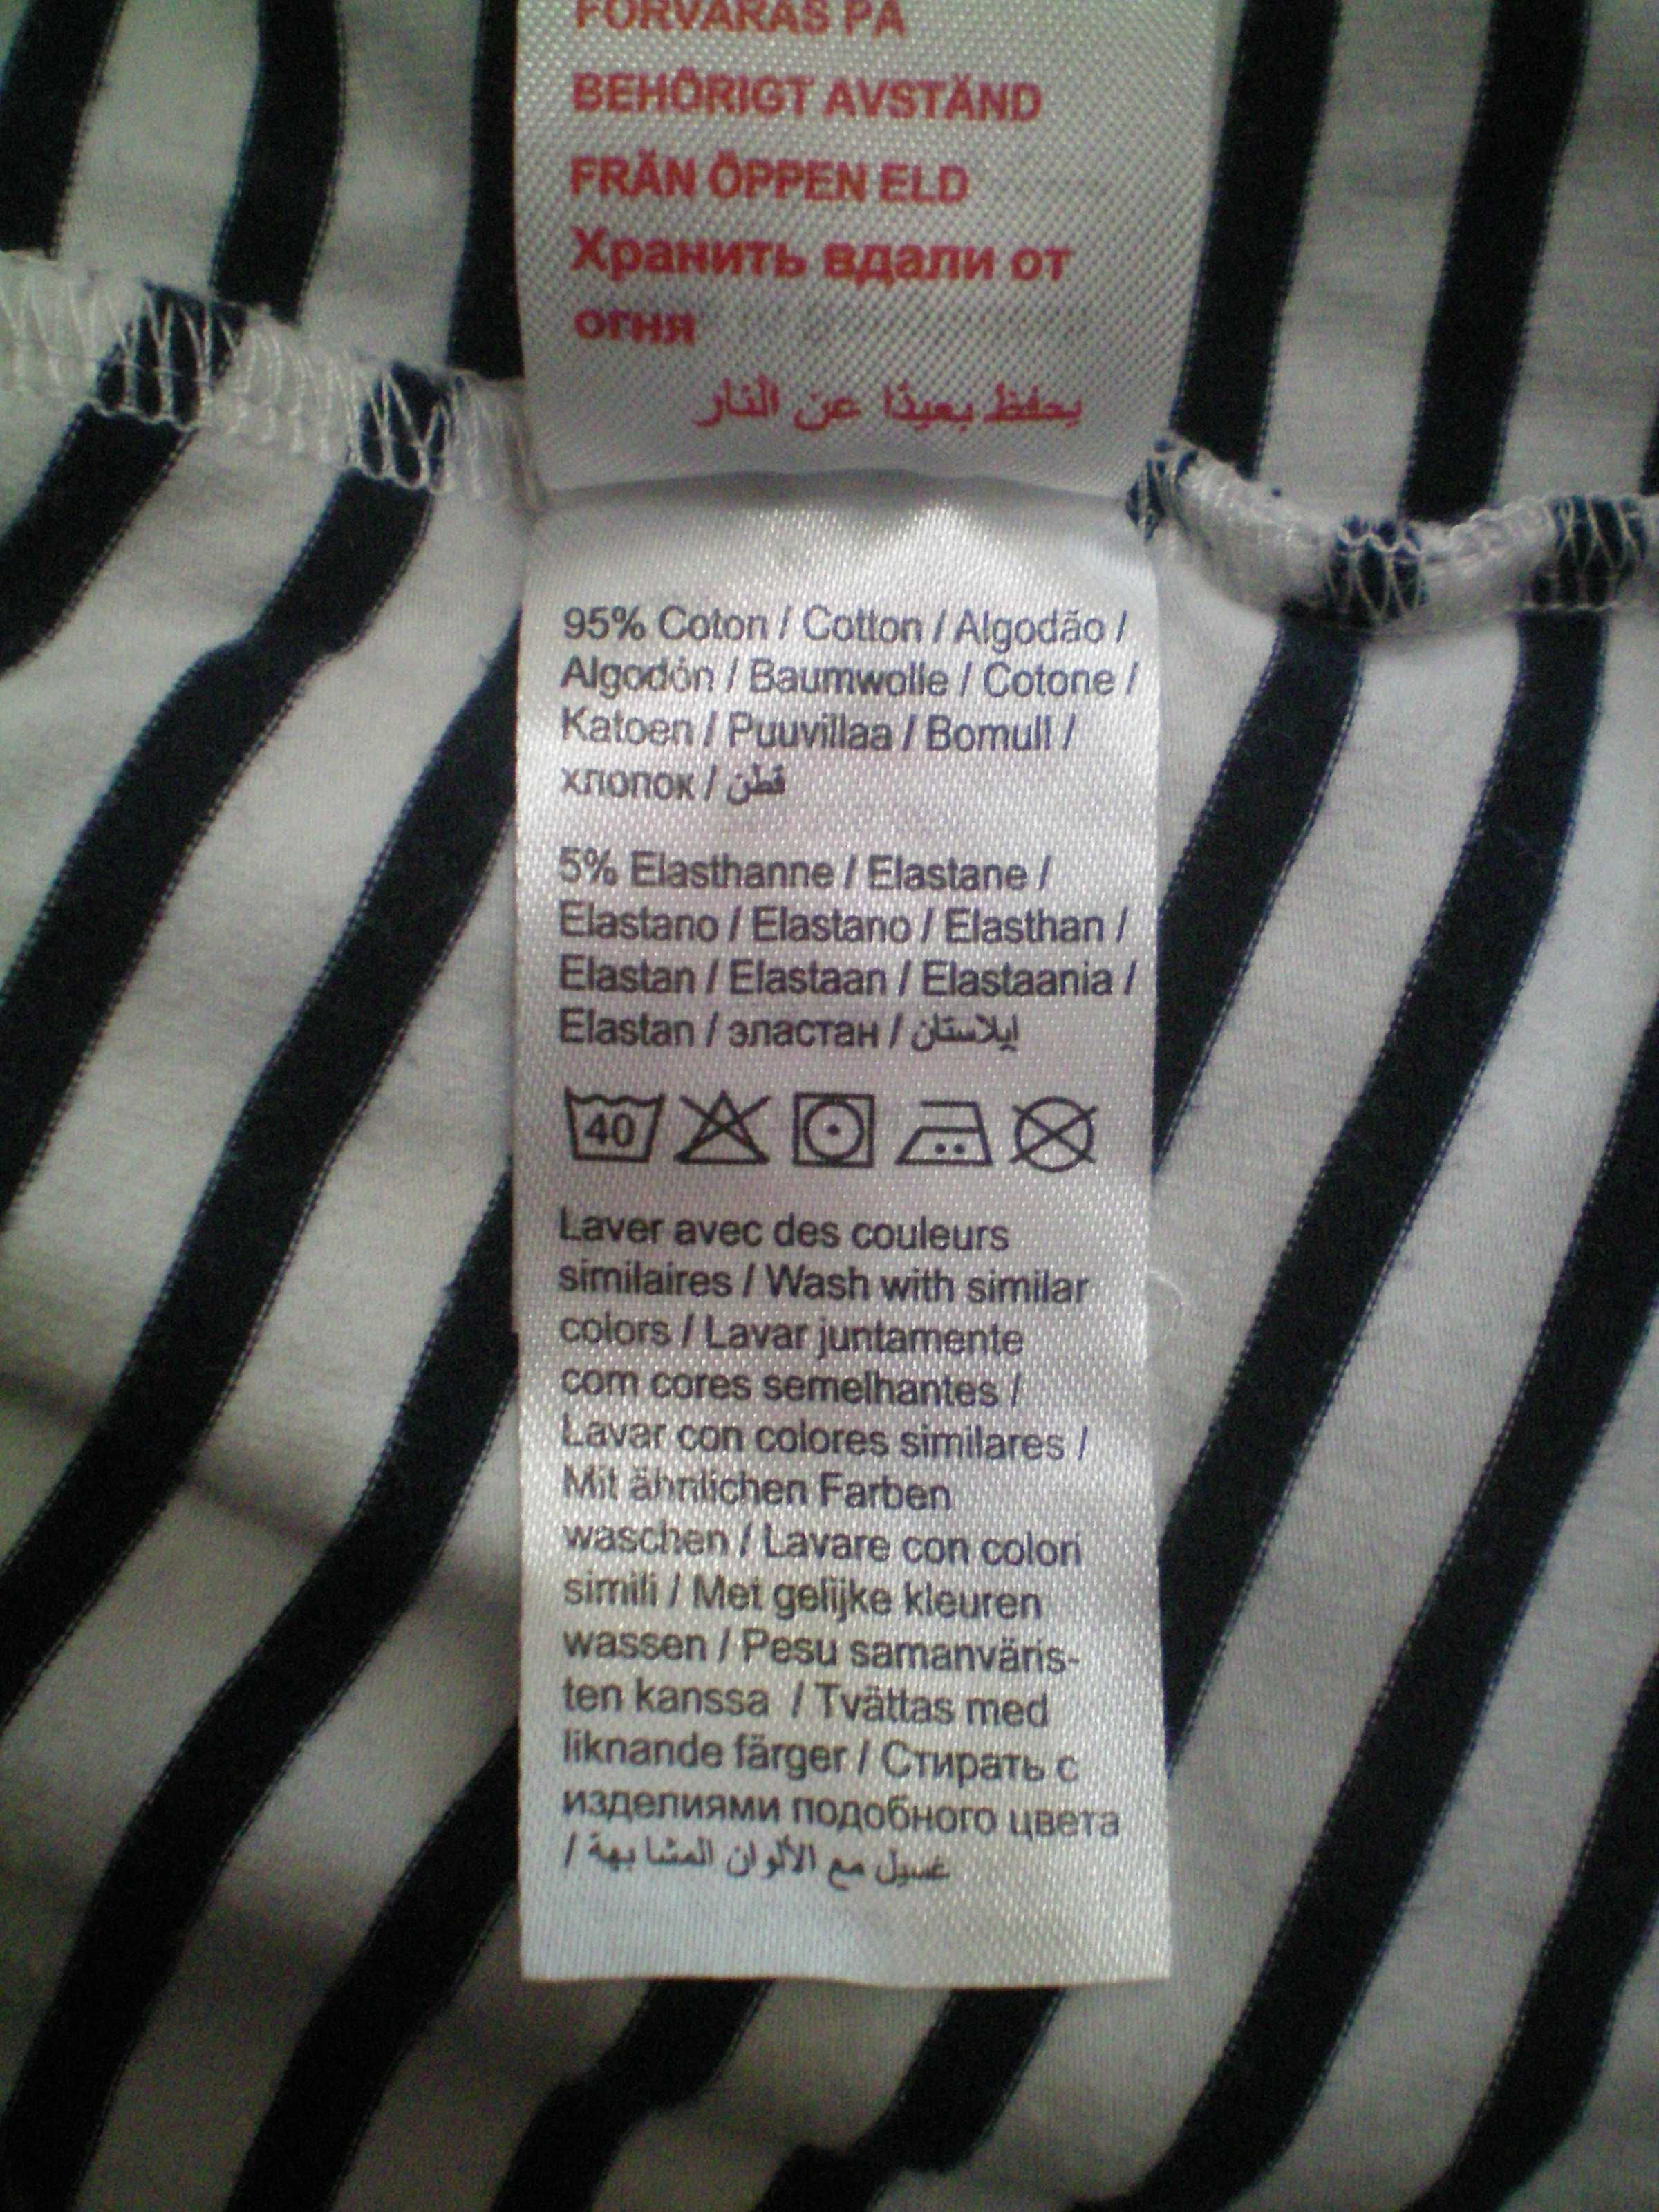 FÖRVARAS PÅ
BEHÖRIGT AVSTÄND
FRÄN ÖPPEN ELD
Хранить вдали от
огня
يحفظ بعيدًا عن النار
95% Coton / Cotton / Algodão /
Algodón / Baumwolle / Cotone /
Katoen / Puuvillaa / Bomull /
хлопок / قطن
5% Elasthanne / Elastane /
Elastano / Elastano / Elasthan /
Elastan / Elastaan / Elastaania /
Elastan / эластан / إيلاستان
40
Laver avec des couleurs
similaires / Wash with similar
colors / Lavar juntamente
com cores semelhantes /
Lavar con colores similares /
Mit ähnlichen Farben
waschen / Lavare con colori
simili / Met gelijke kleuren
wassen / Pesu samanväris-
ten kanssa / Tvättas med
liknande färger / Стирать с
изделиями подобного цвета
غسيل مع الألوان المشابهة /